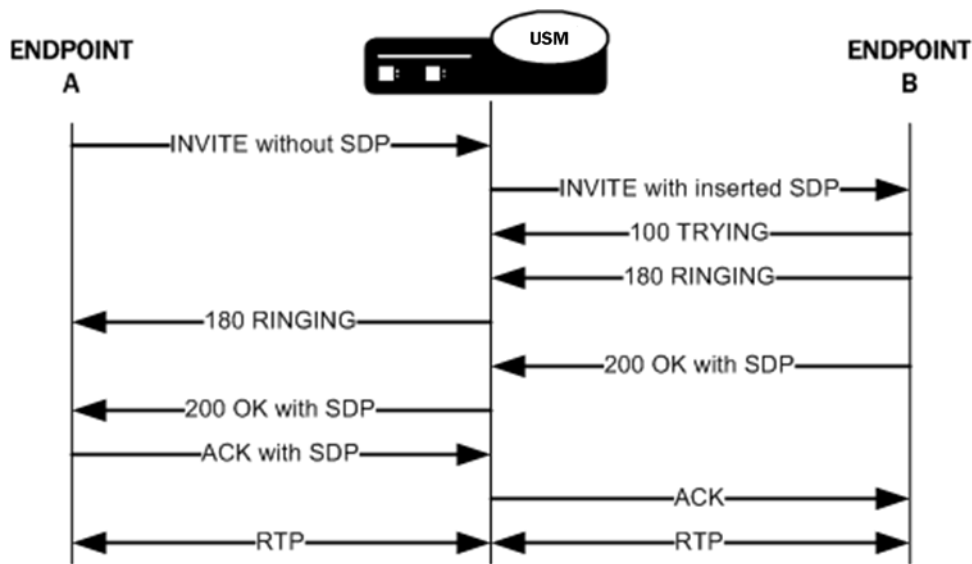 USM
ENDPOINT
A
ENDPOINT
B
INVITE without SDP
INVITE with inserted SDP
100 TRYING
180 RINGING
180 RINGING
200 OK with SDP
200 OK with SDP
ACK with SDP
ACK
RTP
RTP